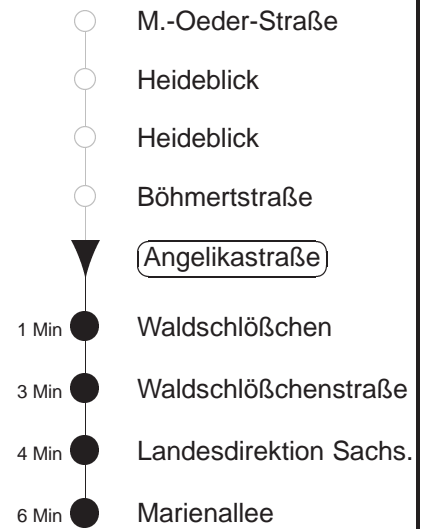 M.-Oeder-Straße
Heideblick
Heideblick
Böhmertstraße
Angelikastraße
1 Min Waldschlößchen
3 Min Waldschlößchenstraße
4 Min Landesdirektion Sachs.
6 Min Marienallee